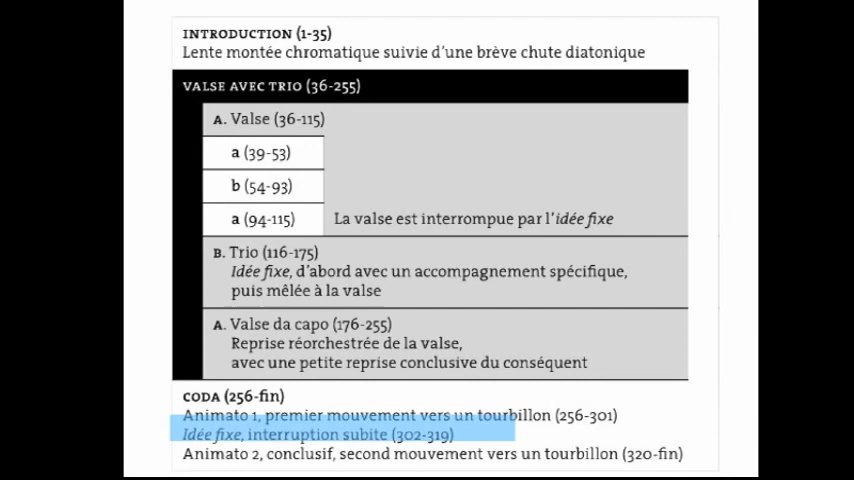 INTRODUCTION (1-35)
Lente montée chromatique suivie d'une brève chute diatonique
VALSE AVEC TRIO (36-255)
A. Valse (36-115)
a (39-53)
b (54-93)
a (94-115) La valse est interrompue par l'idée fixe
B. Trio (116-175)
Idée fixe, d'abord avec un accompagnement spécifique,
puis mêlée à la valse
A. Valse da capo (176-255)
Reprise réorchestrée de la valse,
avec une petite reprise conclusive du conséquent
CODA (256-fin)
Animato 1, premier mouvement vers un tourbillon (256-301)
Idée fixe, interruption subite (302-319)
Animato 2, conclusif, second mouvement vers un tourbillon (320-fin)